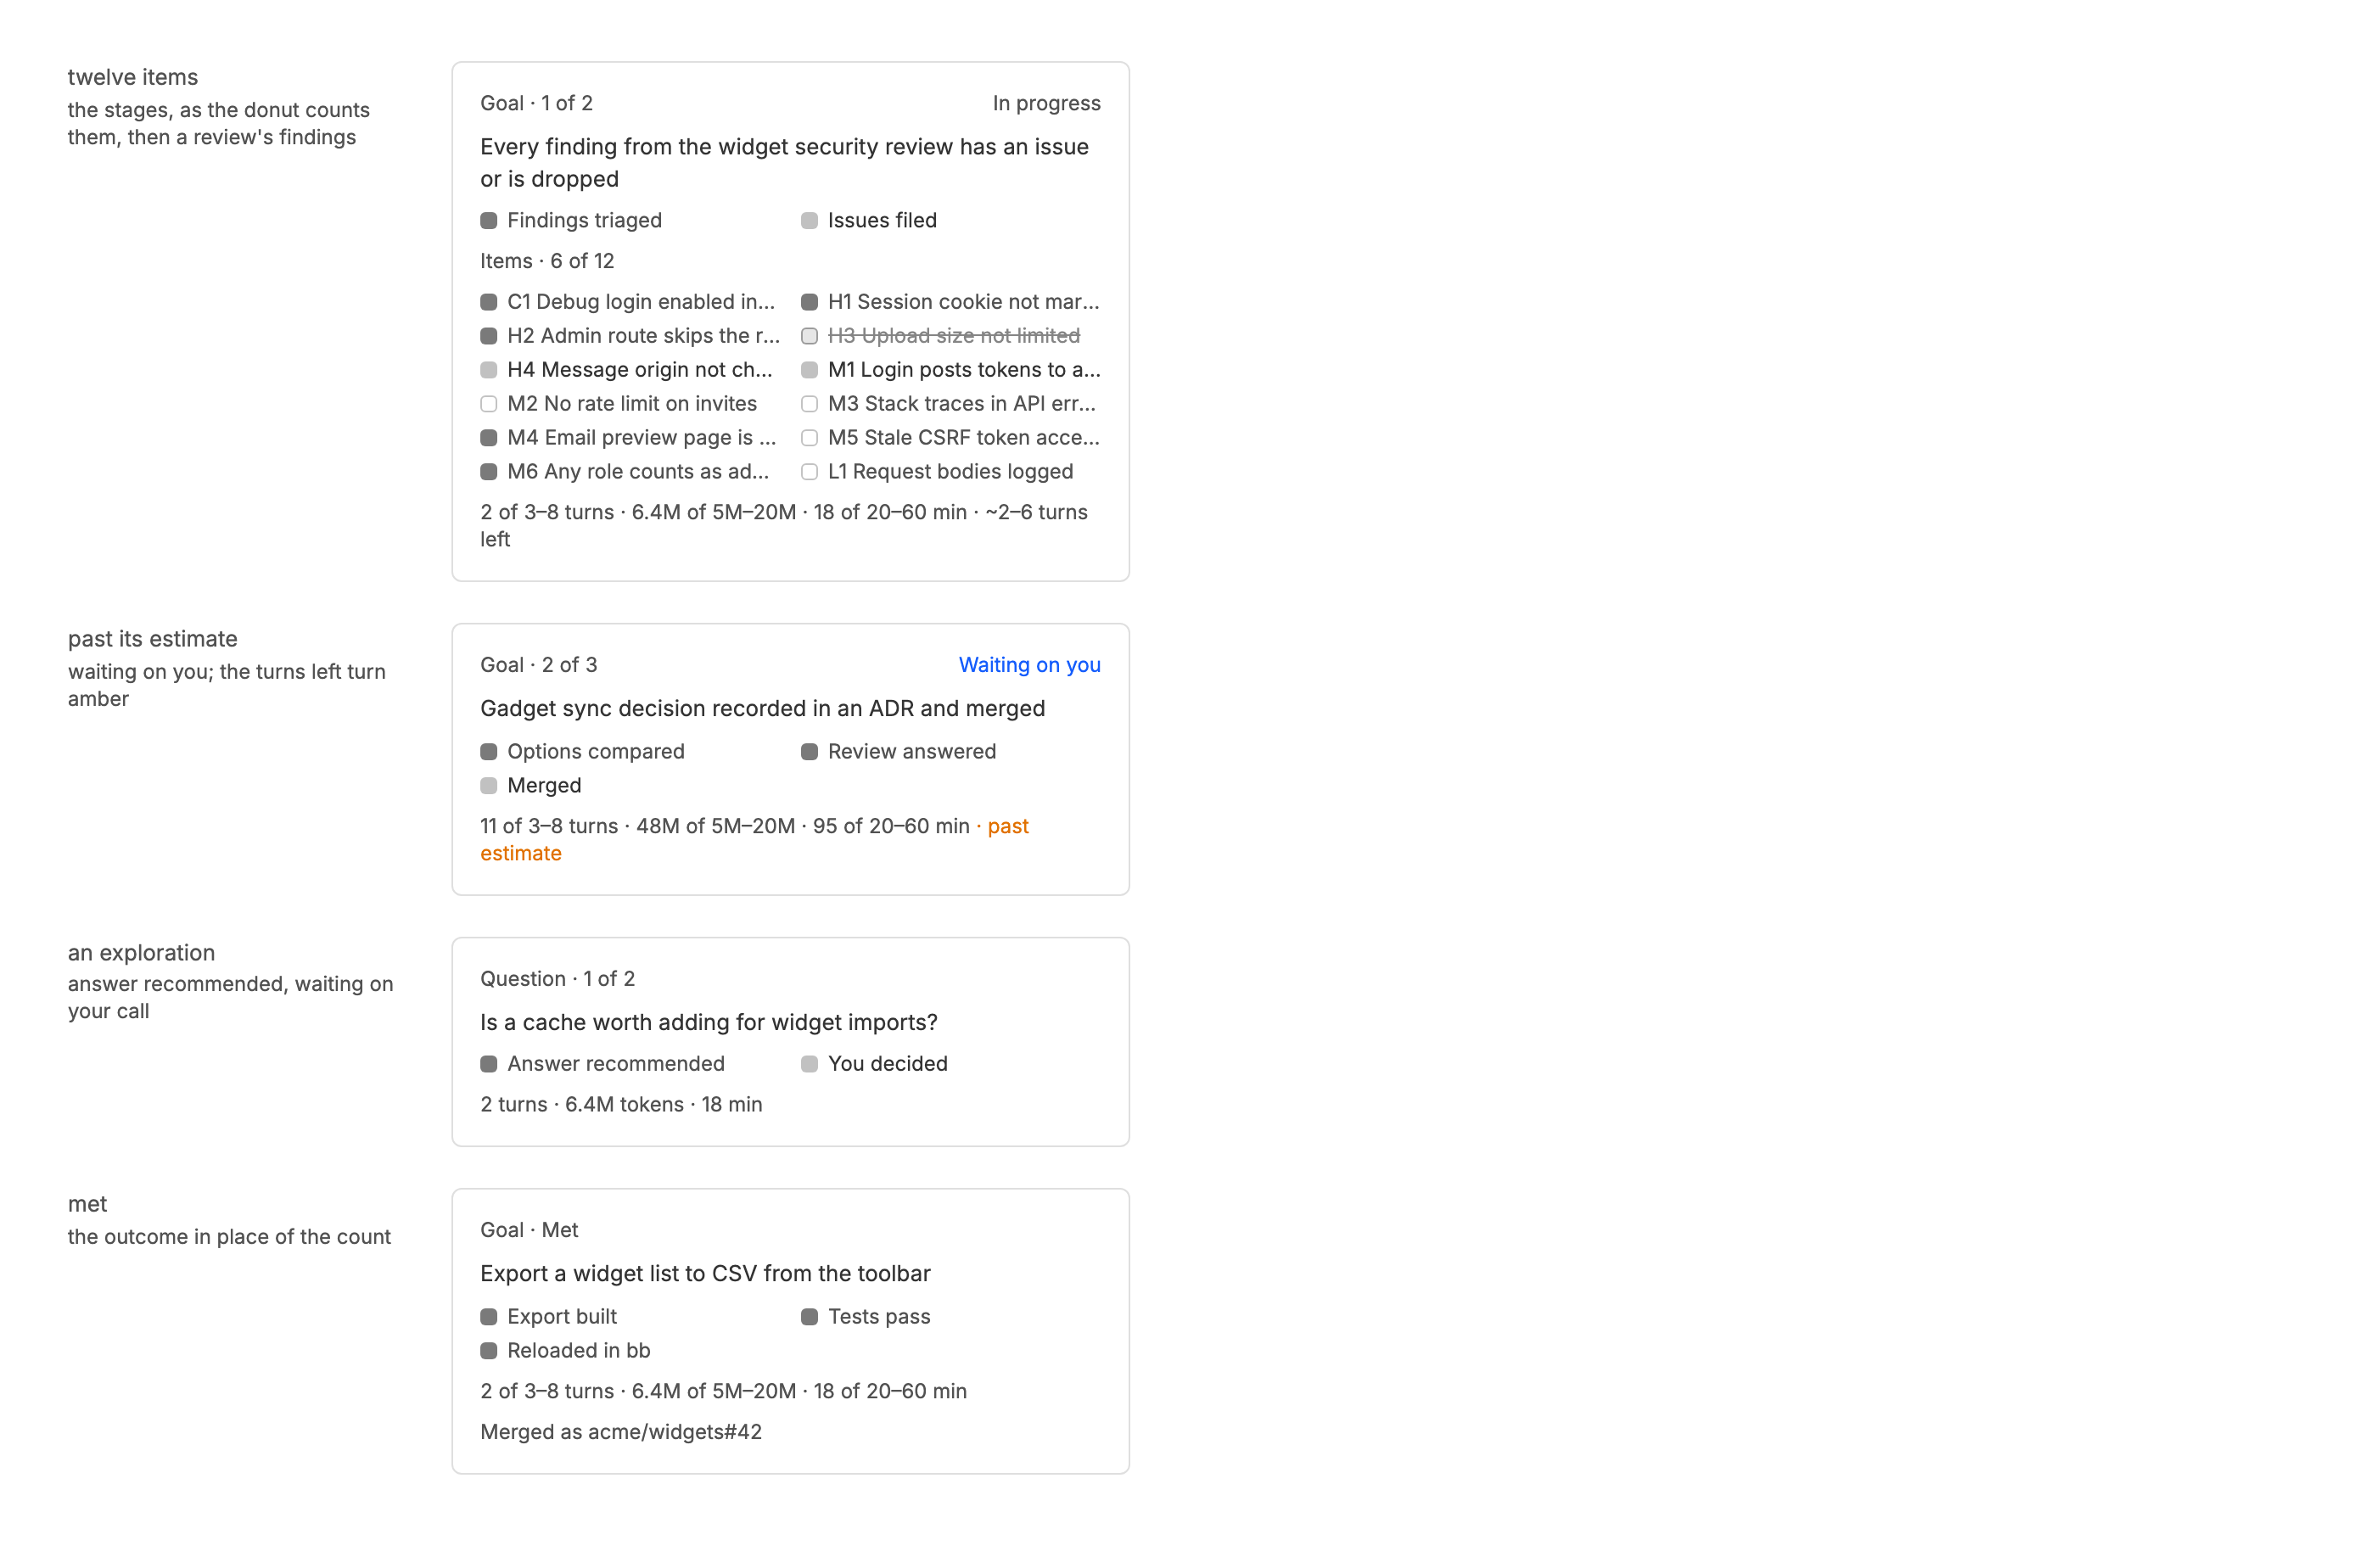 twelve items
the stages, as the donut counts
them, then a review's findings
Goal · 1 of 2
In progress
Every finding from the widget security review has an issue
or is dropped
Findings triaged
Issues filed
Items · 6 of 12
C1 Debug login enabled in...
H1 Session cookie not mar...
H2 Admin route skips the r...
H3 Upload size not limited
H4 Message origin not ch...
M1 Login posts tokens to a...
M2 No rate limit on invites
M3 Stack traces in API err...
M4 Email preview page is ...
M5 Stale CSRF token acce...
M6 Any role counts as ad...
L1 Request bodies logged
2 of 3–8 turns · 6.4M of 5M–20M · 18 of 20–60 min · ~2–6 turns
left
past its estimate
waiting on you; the turns left turn
amber
Goal · 2 of 3
Waiting on you
Gadget sync decision recorded in an ADR and merged
Options compared
Review answered
Merged
11 of 3–8 turns · 48M of 5M–20M · 95 of 20–60 min · past
estimate
an exploration
answer recommended, waiting on
your call
Question · 1 of 2
Is a cache worth adding for widget imports?
Answer recommended
You decided
2 turns · 6.4M tokens · 18 min
met
the outcome in place of the count
Goal · Met
Export a widget list to CSV from the toolbar
Export built
Tests pass
Reloaded in bb
2 of 3–8 turns · 6.4M of 5M–20M · 18 of 20–60 min
Merged as acme/widgets#42